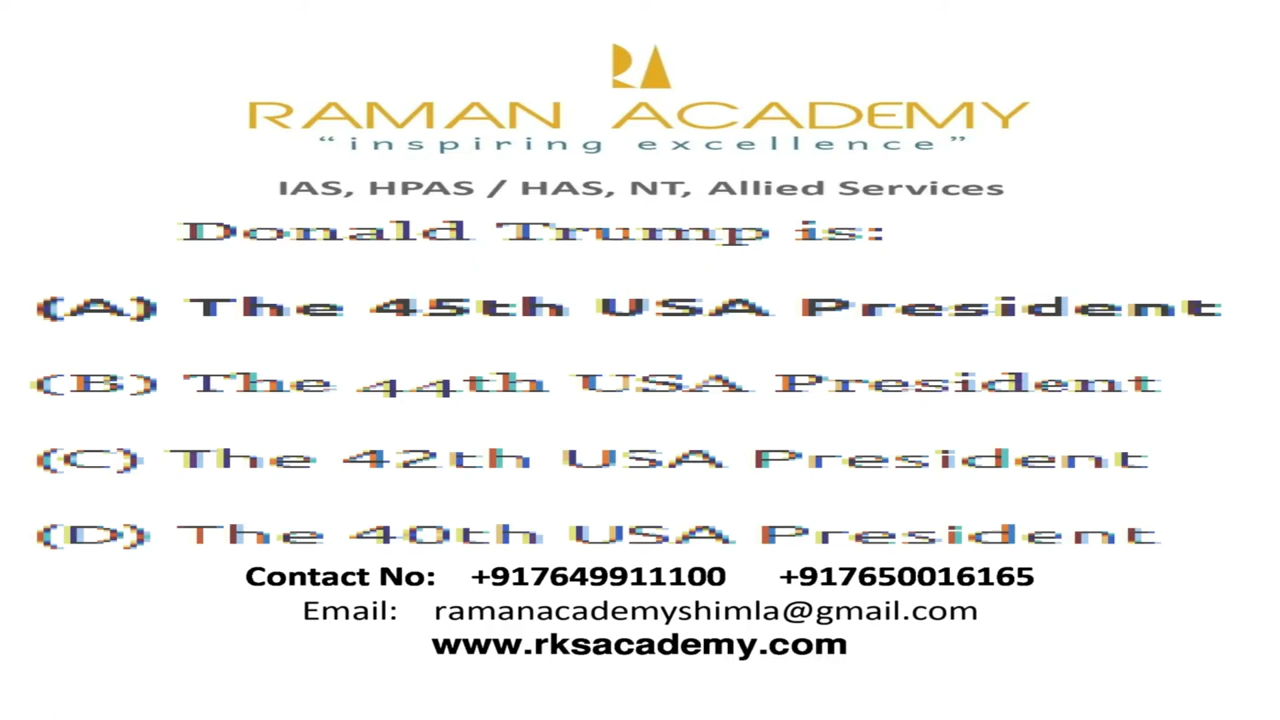 RA
RAMAN ACADEMY
“inspiring excellence”
IAS, HPAS / HAS, NT, Allied Services
Donald Trump is:
(A) The 45th USA President
(B) The 44th USA President
(C) The 42th USA President
(D) The 40th USA President
Contact No: +917649911100 +917650016165
Email: ramanacademyshimla@gmail.com
www.rksacademy.com